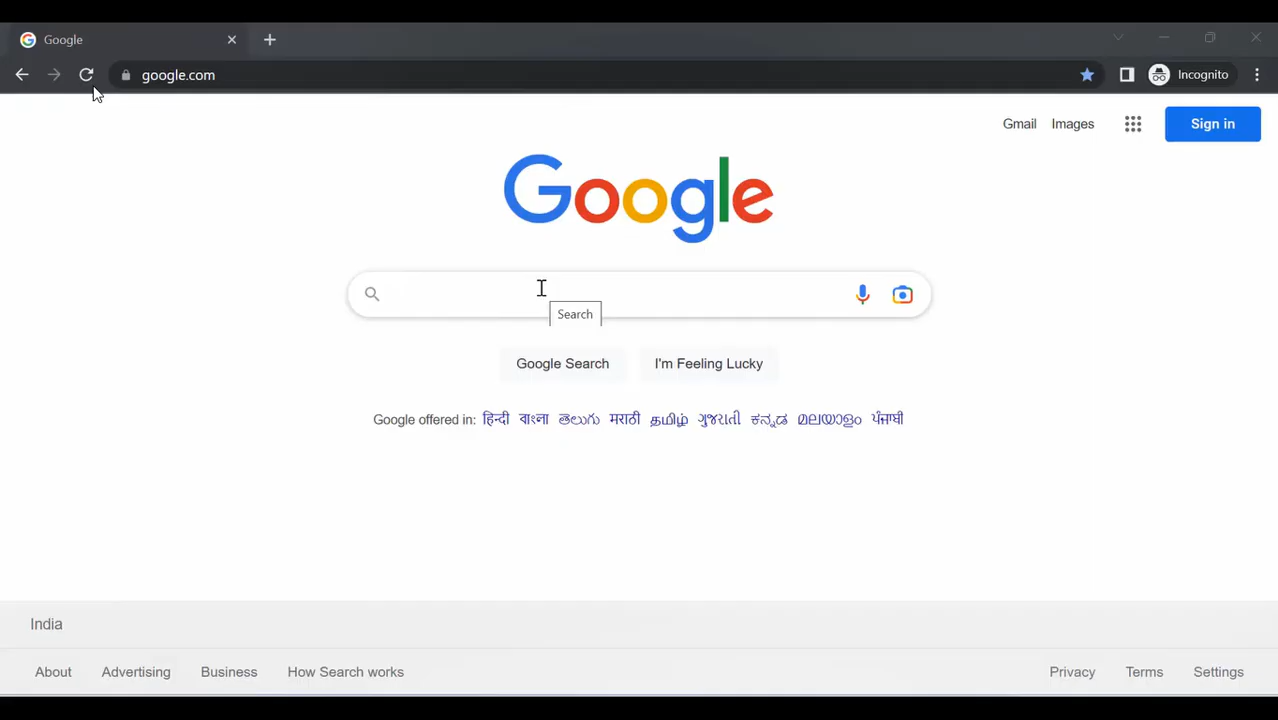 Google
google.com
Incognito
Gmail Images Sign in
Google
Search
Google Search I'm Feeling Lucky
Google offered in: हिन्दी বাংলা తెలుగు मराठी தமிழ் ગુજરાતી ಕನ್ನಡ മലയാളം ਪੰਜਾਬੀ
India
About Advertising Business How Search works Privacy Terms Settings